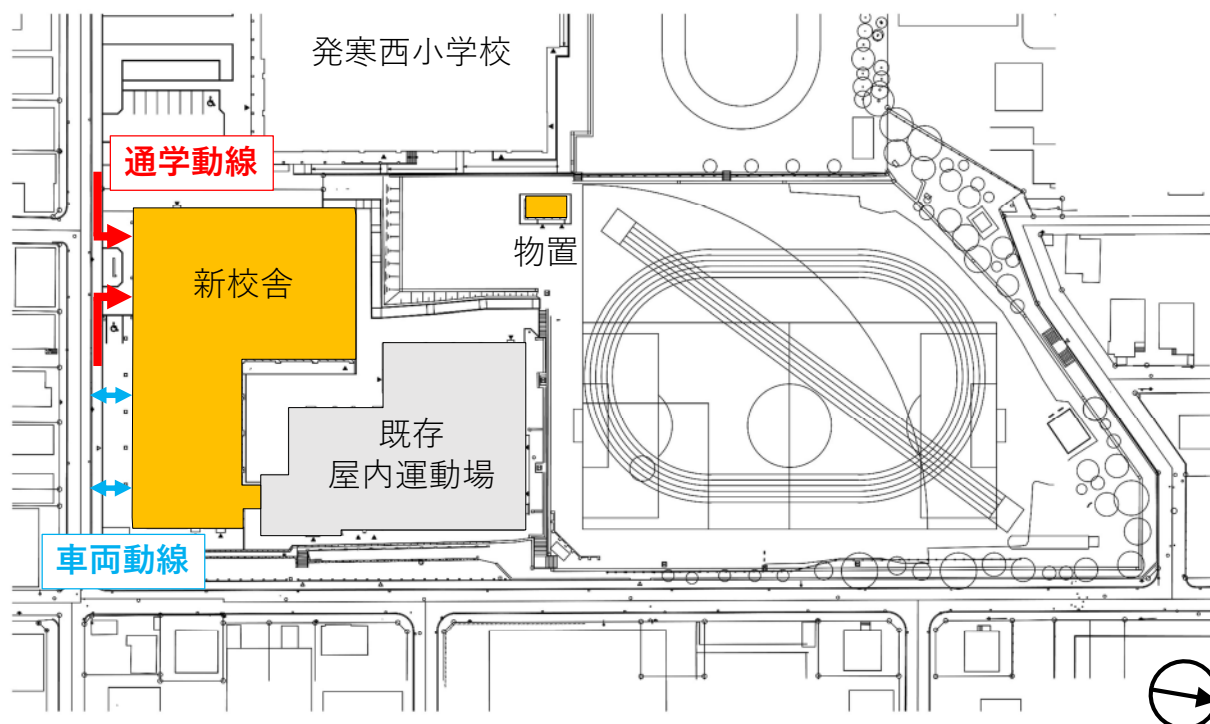 発寒西小学校
通学動線
物置
新校舎
既存
屋内運動場
車両動線